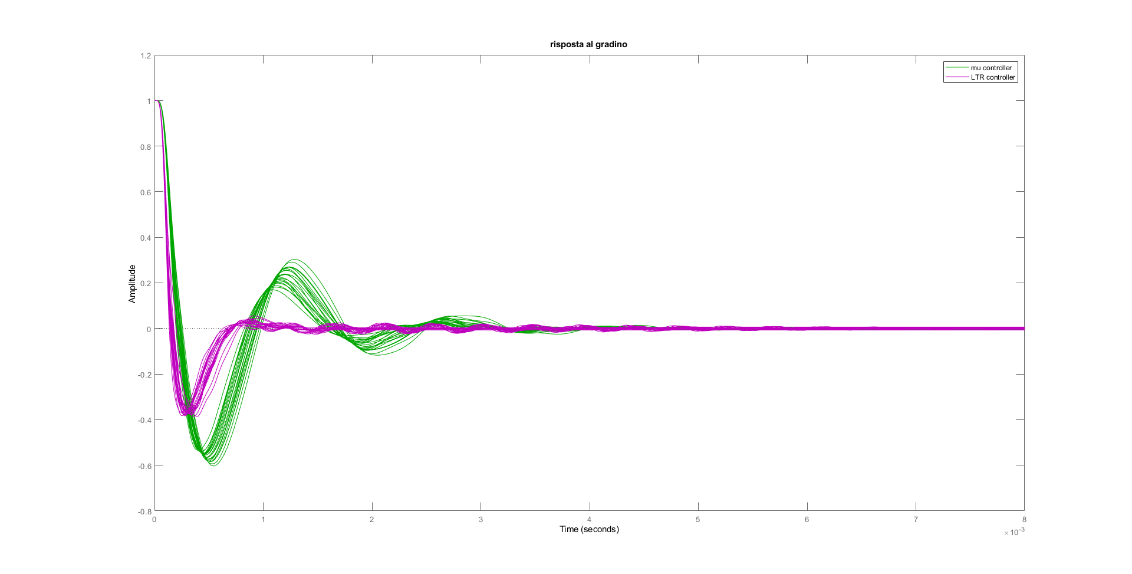 risposta al gradino
mu controller
LTR controller
Amplitude
1.2
1
0.8
0.6
0.4
0.2
0
-0.2
-0.4
-0.6
-0.8
0 1 2 3 4 5 6 7 8
Time (seconds)
× 10⁻³